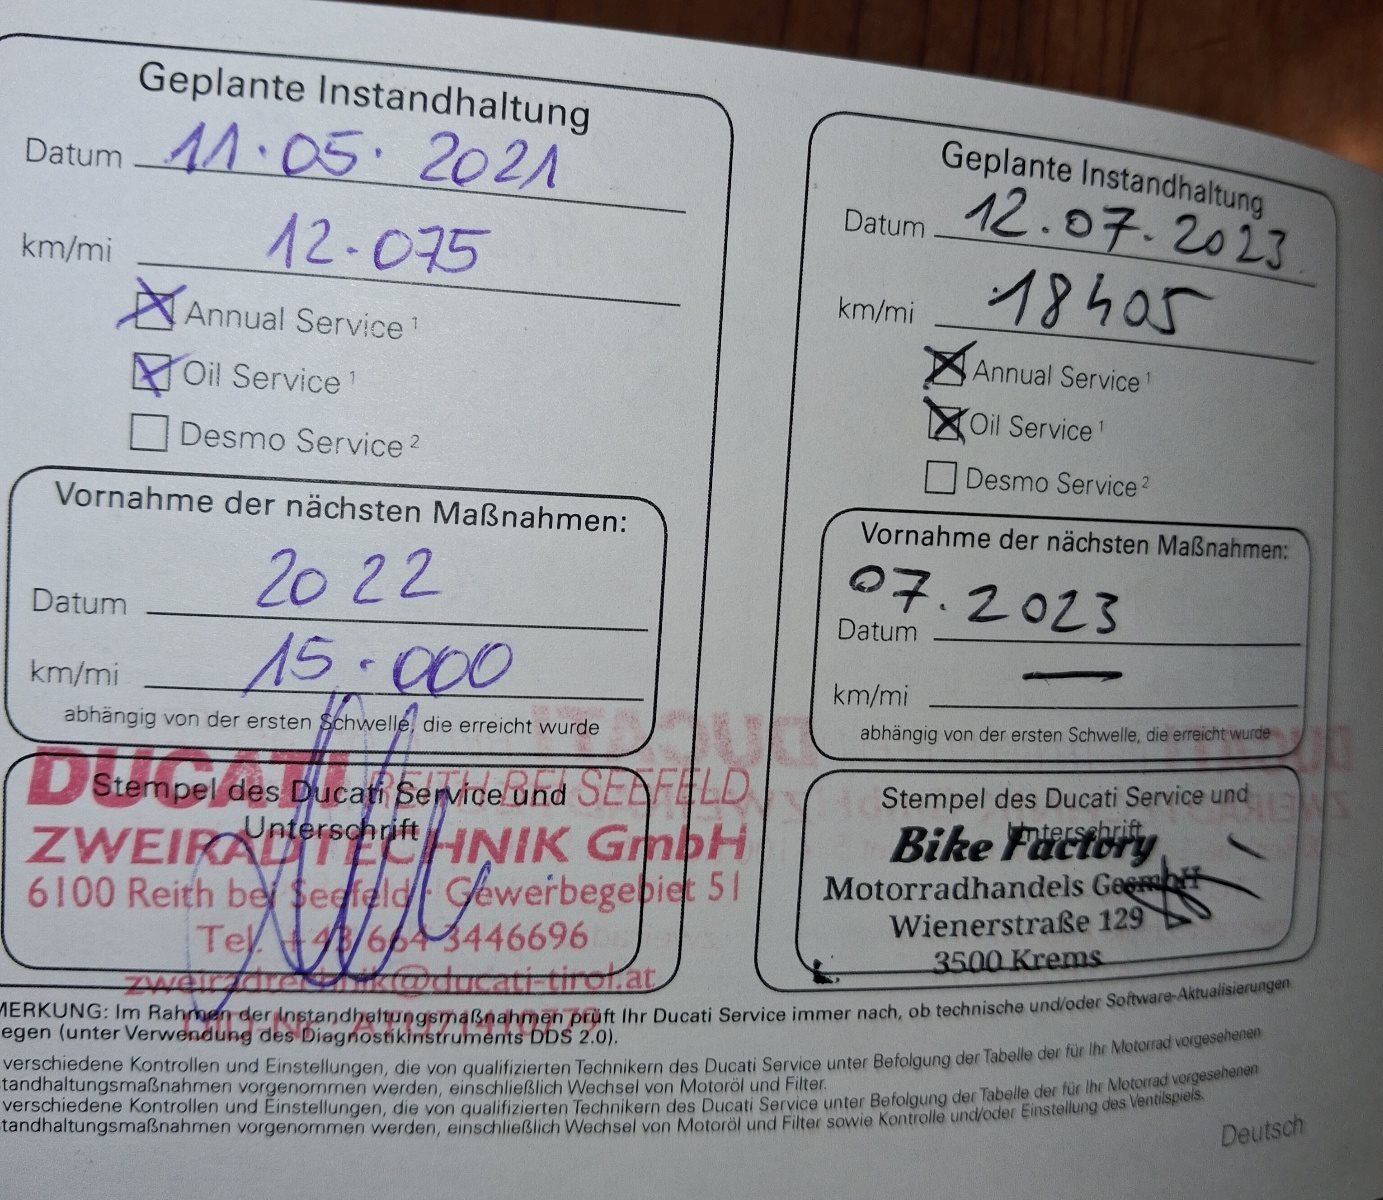 Geplante Instandhaltung
Datum 11.05.2021
km/mi 12.075
Annual Service ¹
Oil Service ¹
Desmo Service ²
Vornahme der nächsten Maßnahmen:
Datum 2022
km/mi 15.000
abhängig von der ersten Schwelle, die erreicht wurde
Stempel des Ducati Service und
Unterschrift
DUCATI REITH BEI SEEFELD
ZWEIRADTECHNIK GmbH
6100 Reith bei Seefeld · Gewerbegebiet 51
Tel. +43 664 3446696
zweiradtechnik@ducati-tirol.at
Geplante Instandhaltung
Datum 12.07.2023
km/mi 18405
Annual Service ¹
Oil Service ¹
Desmo Service ²
Vornahme der nächsten Maßnahmen:
07.2023
Datum
km/mi —
abhängig von der ersten Schwelle, die erreicht wurde
Stempel des Ducati Service und
Unterschrift
Bike Factory
Motorradhandels GesmbH
Wienerstraße 129
3500 Krems
MERKUNG: Im Rahmen der Instandhaltungsmaßnahmen prüft Ihr Ducati Service immer nach, ob technische und/oder Software-Aktualisierungen
egen (unter Verwendung des Diagnostikinstruments DDS 2.0).
verschiedene Kontrollen und Einstellungen, die von qualifizierten Technikern des Ducati Service unter Befolgung der Tabelle der für Ihr Motorrad vorgesehenen
tandhaltungsmaßnahmen vorgenommen werden, einschließlich Wechsel von Motoröl und Filter.
verschiedene Kontrollen und Einstellungen, die von qualifizierten Technikern des Ducati Service unter Befolgung der Tabelle der für Ihr Motorrad vorgesehenen
tandhaltungsmaßnahmen vorgenommen werden, einschließlich Wechsel von Motoröl und Filter sowie Kontrolle und/oder Einstellung des Ventilspiels.
Deutsch